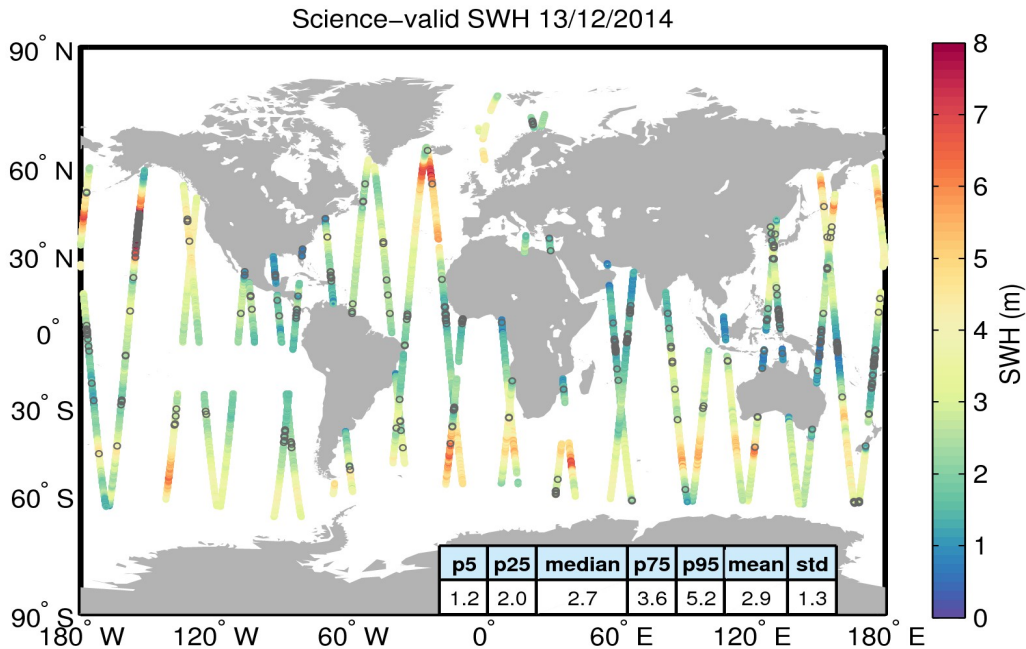 Science−valid SWH 13/12/2014
90° N
60° N
30° N
0°
30° S
60° S
90° S
180° W
120° W
60° W
0°
60° E
120° E
180° E
p5 p25 median p75 p95 mean std
1.2 2.0 2.7 3.6 5.2 2.9 1.3
8
7
6
5
4
3
2
1
0
SWH (m)